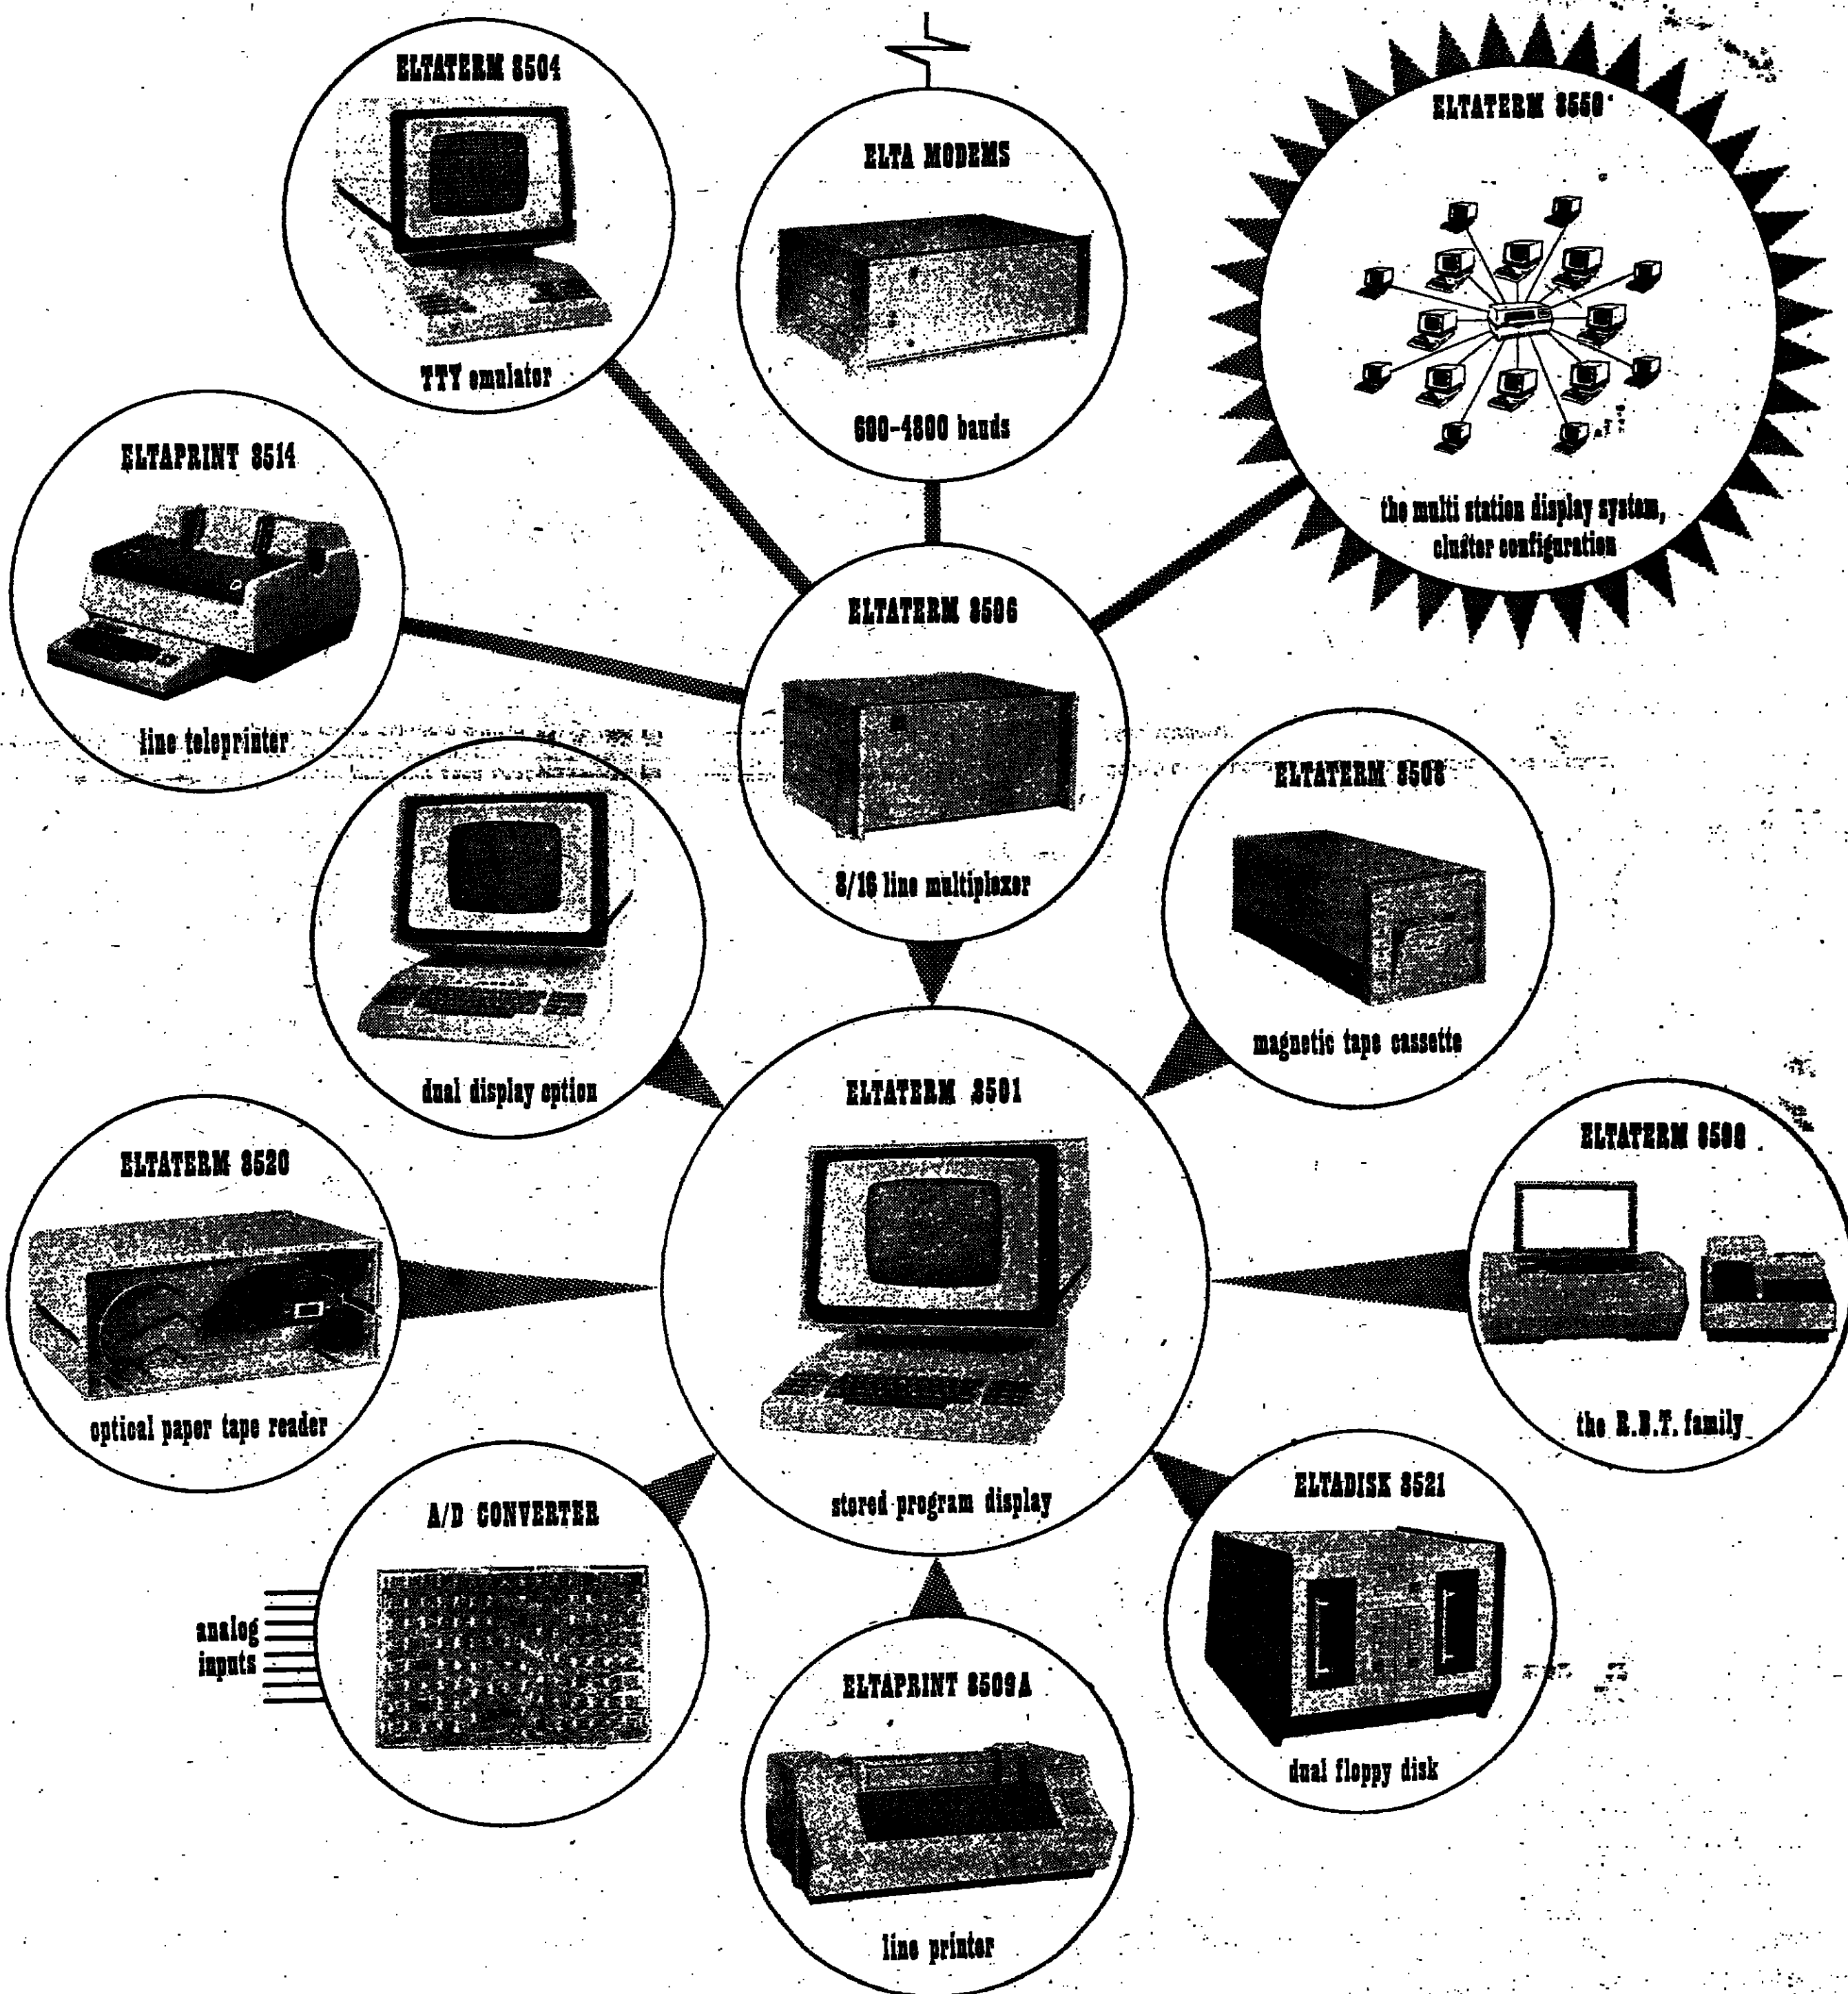 ELTATERM 8504
TTY emulator
ELTA MODEMS
600-4800 bauds
ELTATERM 8550
the multi station display system,
cluster configuration
ELTAPRINT 8514
line teleprinter
ELTATERM 8506
8/16 line multiplexer
dual display option
ELTATERM 8508
magnetic tape cassette
ELTATERM 8501
stored program display
ELTATERM 8520
optical paper tape reader
ELTATERM
the R.B.T. family
A/D CONVERTER
analog
inputs
ELTADISK 8521
dual floppy disk
ELTAPRINT 8509A
line printer